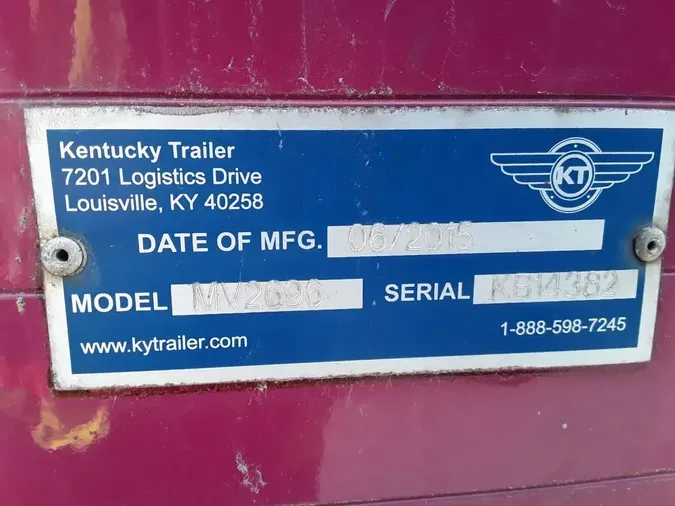 Kentucky Trailer
7201 Logistics Drive
Louisville, KY 40258
KT
DATE OF MFG. 06/2015
MODEL MV2696 SERIAL KB14382
www.kytrailer.com 1-888-598-7245